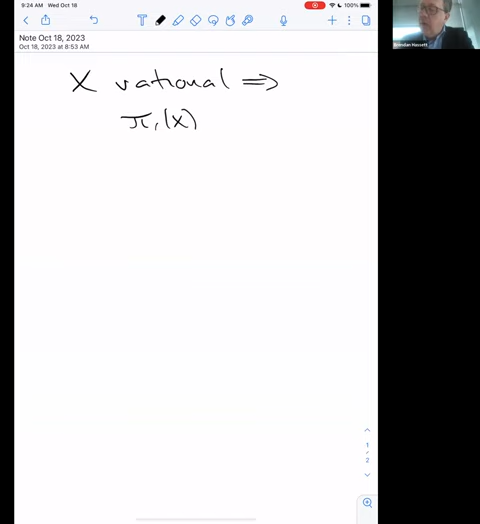 9:24 AM Wed Oct 18
100%
Note Oct 18, 2023
Oct 18, 2023 at 8:53 AM
Brendan Hassett
X rational ⇒
π₁(X)
1
2